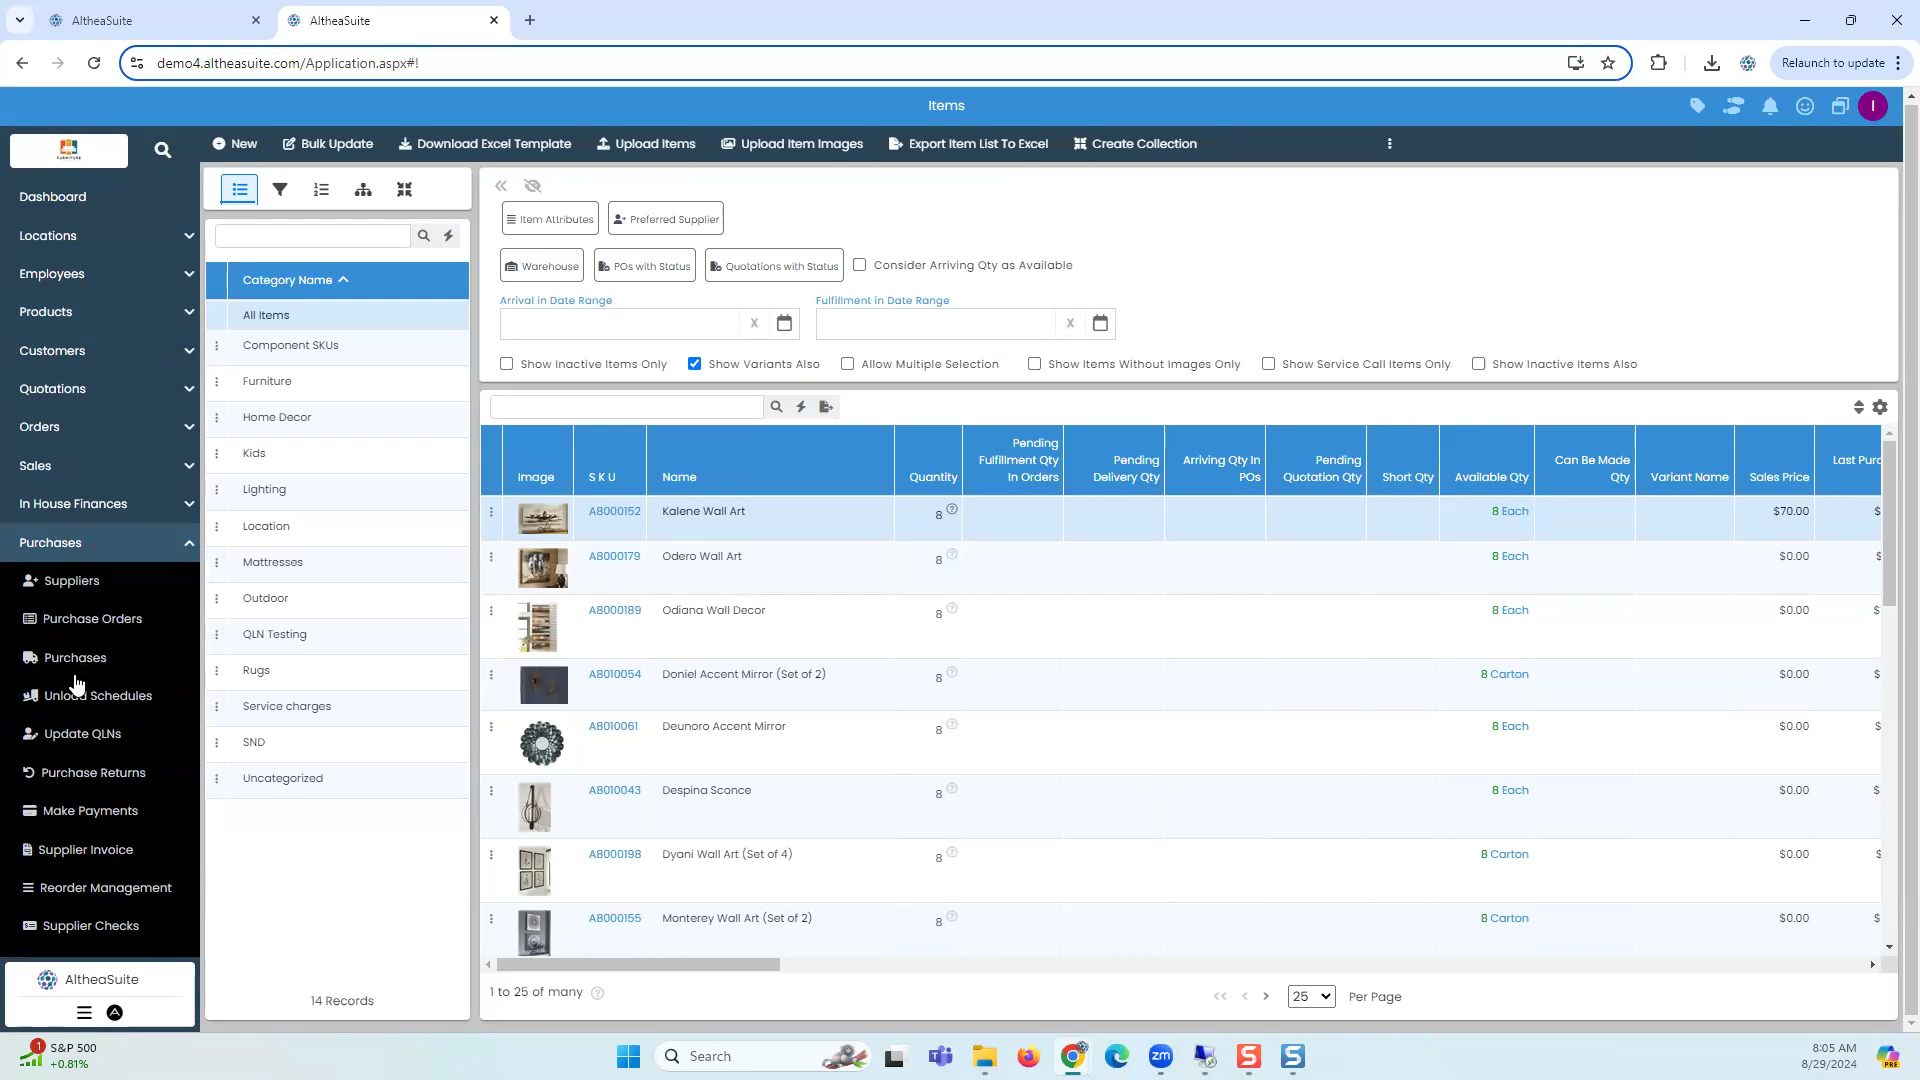 AltheaSuite
AltheaSuite
demo4.altheasuite.com/Application.aspx#!
Relaunch to update
Items
I
FURNITURE
New
Bulk Update
Download Excel Template
Upload Items
Upload Item Images
Export Item List To Excel
Create Collection
Dashboard
Locations
Employees
Products
Customers
Quotations
Orders
Sales
In House Finances
Purchases
Suppliers
Purchase Orders
Purchases
Unload Schedules
Update QLNs
Purchase Returns
Make Payments
Supplier Invoice
Reorder Management
Supplier Checks
AltheaSuite
Category Name
All Items
Component SKUs
Furniture
Home Decor
Kids
Lighting
Location
Mattresses
Outdoor
QLN Testing
Rugs
Service charges
SND
Uncategorized
14 Records
Item Attributes
Preferred Supplier
Warehouse
POs with Status
Quotations with Status
Consider Arriving Qty as Available
Arrival in Date Range
Fulfillment in Date Range
X
X
Show Inactive Items Only
Show Variants Also
Allow Multiple Selection
Show Items Without Images Only
Show Service Call Items Only
Show Inactive Items Also
Image
S K U
Name
Quantity
Pending Fulfillment Qty In Orders
Pending Delivery Qty
Arriving Qty In POs
Pending Quotation Qty
Short Qty
Available Qty
Can Be Made Qty
Variant Name
Sales Price
Last Purc
A8000152 Kalene Wall Art 8 8 Each $70.00 $
A8000179 Odero Wall Art 8 8 Each $0.00 $
A8000189 Odiana Wall Decor 8 8 Each $0.00 $
A8010054 Doniel Accent Mirror (Set of 2) 8 8 Carton $0.00 $
A8010061 Deunoro Accent Mirror 8 8 Each $0.00 $
A8010043 Despina Sconce 8 8 Each $0.00 $
A8000198 Dyani Wall Art (Set of 4) 8 8 Carton $0.00 $
A8000155 Monterey Wall Art (Set of 2) 8 8 Carton $0.00 $
1 to 25 of many
25
Per Page
1
S&P 500
+0.81%
Search
zm
S
S
8:05 AM
8/29/2024
PRE